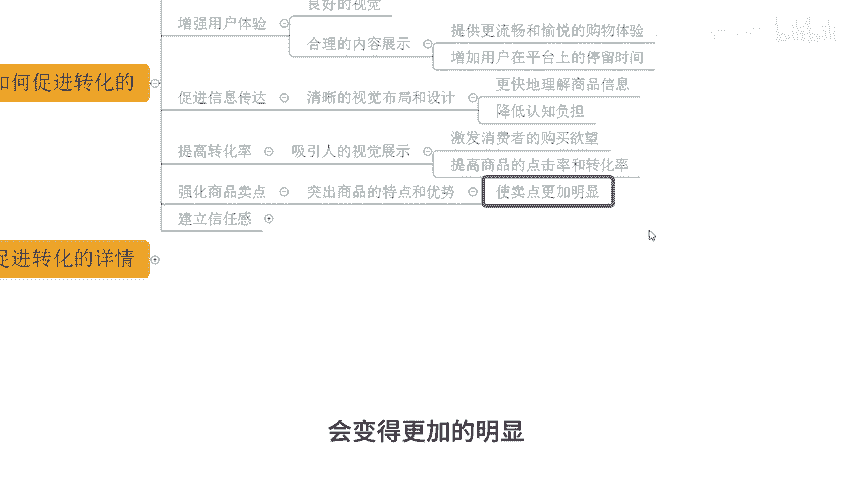 良好的视觉
增强用户体验
合理的内容展示
提供更流畅和愉悦的购物体验
增加用户在平台上的停留时间
如何促进转化的
促进信息传达
清晰的视觉布局和设计
更快地理解商品信息
降低认知负担
提高转化率
吸引人的视觉展示
激发消费者的购买欲望
提高商品的点击率和转化率
强化商品卖点
突出商品的特点和优势
使卖点更加明显
建立信任感
促进转化的详情
会变得更加的明显